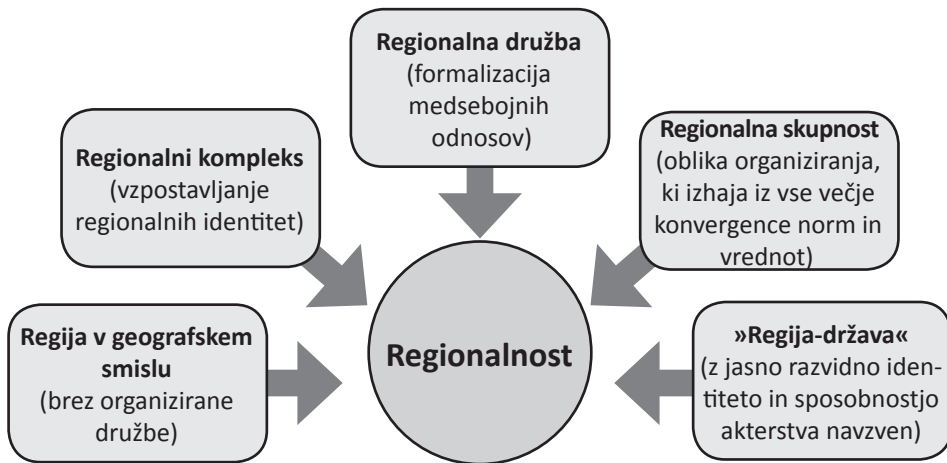 Regionalna družba
(formalizacija
medsebojnih
odnosov)
Regionalni kompleks
(vzpostavljanje
regionalnih identitet)
Regionalna skupnost
(oblika organiziranja,
ki izhaja iz vse večje
konvergence norm in
vrednot)
Regija v geografskem
smislu
(brez organizirane
družbe)
Regionalnost
»Regija-država«
(z jasno razvidno iden-
titeto in sposobnostjo
akterstva navzven)